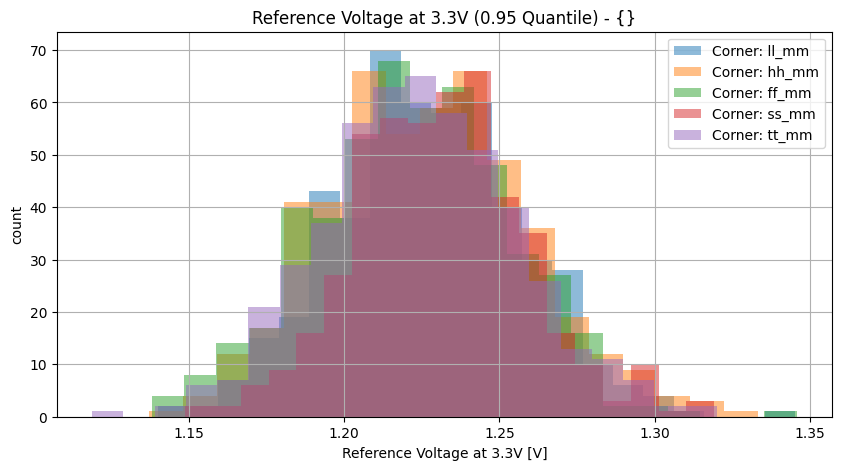 Reference Voltage at 3.3V (0.95 Quantile) - {}
70
60
50
40
30
20
10
0
count
Corner: ll_mm
Corner: hh_mm
Corner: ff_mm
Corner: ss_mm
Corner: tt_mm
1.15
1.20
1.25
1.30
1.35
Reference Voltage at 3.3V [V]